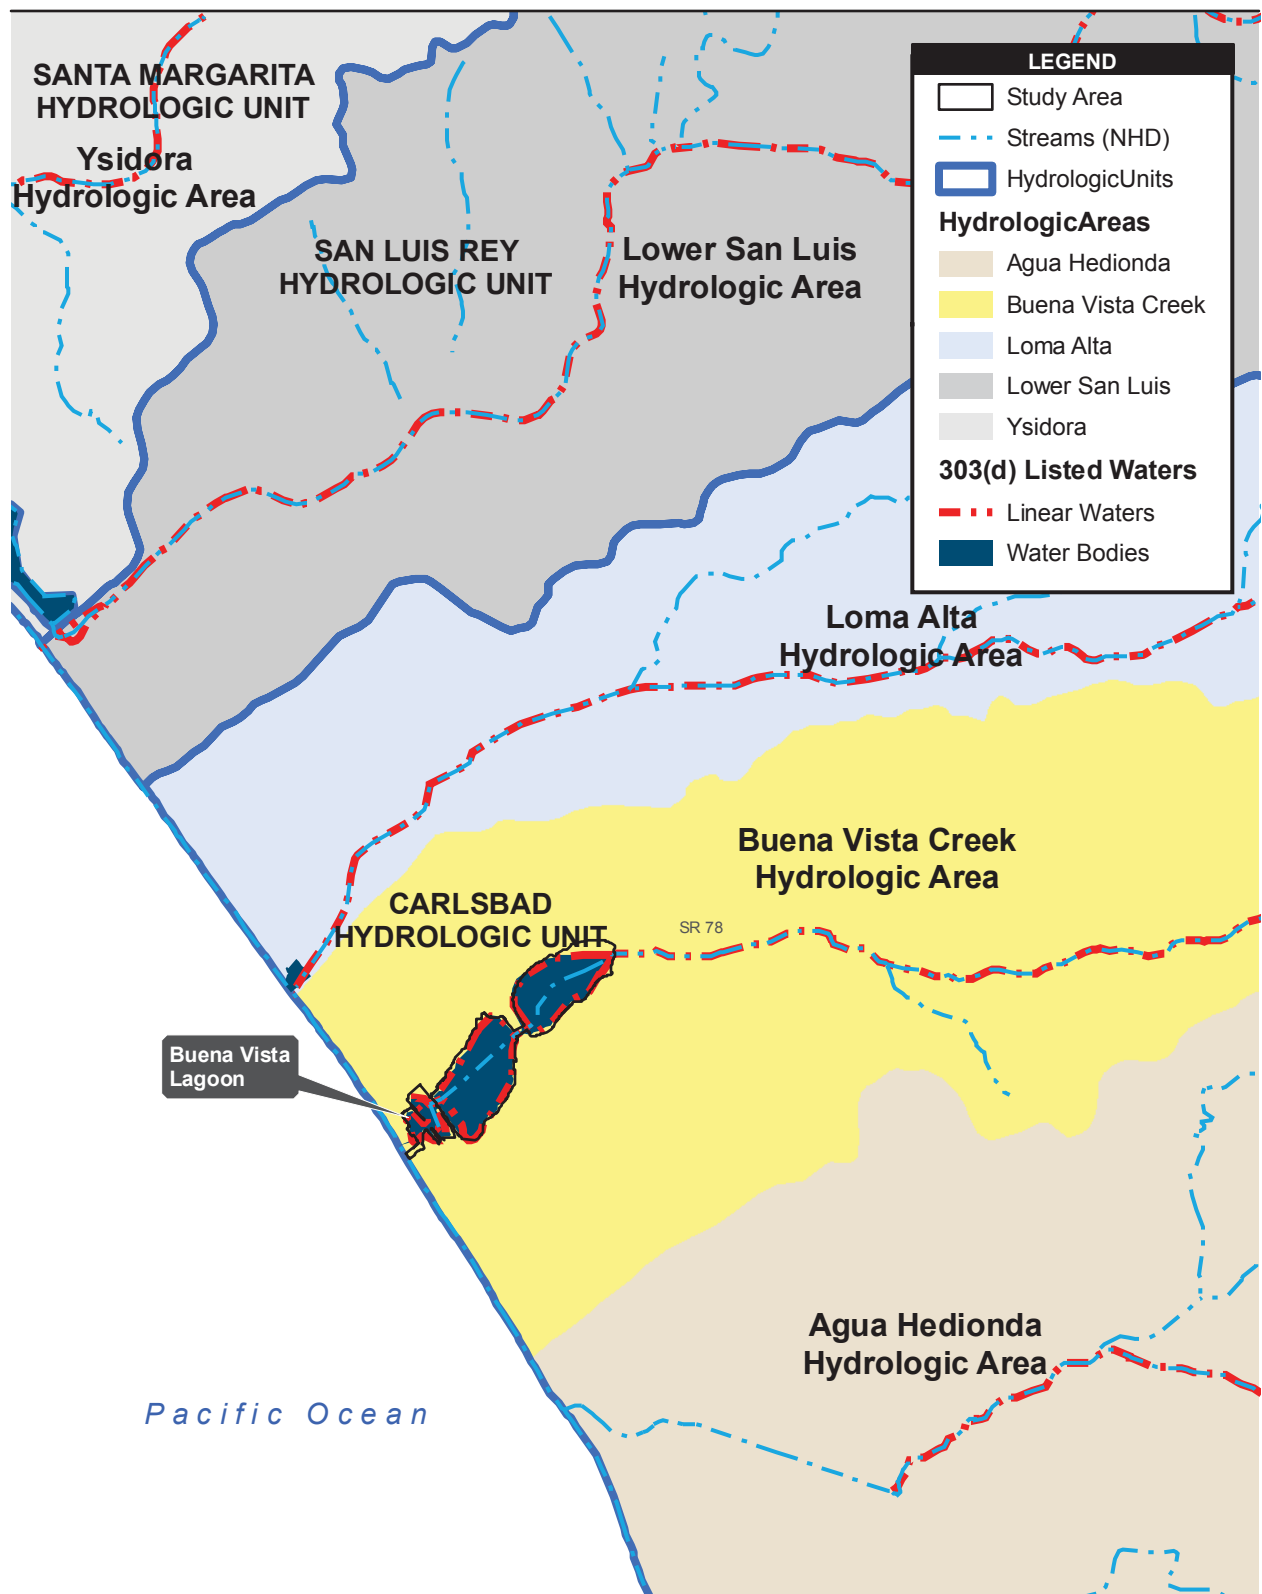 SANTA MARGARITA
HYDROLOGIC UNIT
Ysidora
Hydrologic Area
SAN LUIS REY
HYDROLOGIC UNIT
Lower San Luis
Hydrologic Area
LEGEND
Study Area
Streams (NHD)
HydrologicUnits
HydrologicAreas
Agua Hedionda
Buena Vista Creek
Loma Alta
Lower San Luis
Ysidora
303(d) Listed Waters
Linear Waters
Water Bodies
Loma Alta
Hydrologic Area
Buena Vista Creek
Hydrologic Area
CARLSBAD
HYDROLOGIC UNIT
SR 78
Buena Vista
Lagoon
Agua Hedionda
Hydrologic Area
Pacific Ocean